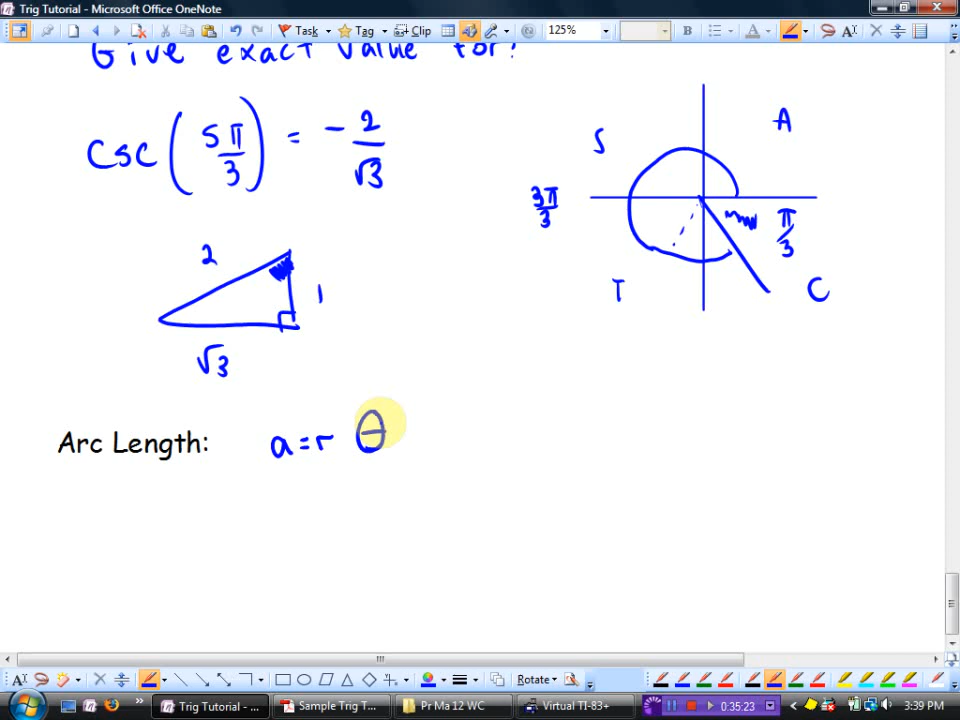 Trig Tutorial - Microsoft Office OneNote
Task Tag Clip 125% A A
Give exact value for:
csc (5π/3) = -2/√3
S A
3π/3 π/3
T C
2
1
√3
Arc Length: a=r θ
Rotate
00:35:23
Trig Tutorial - ... Sample Trig T... Pr Ma 12 WC Virtual TI-83+ 3:39 PM